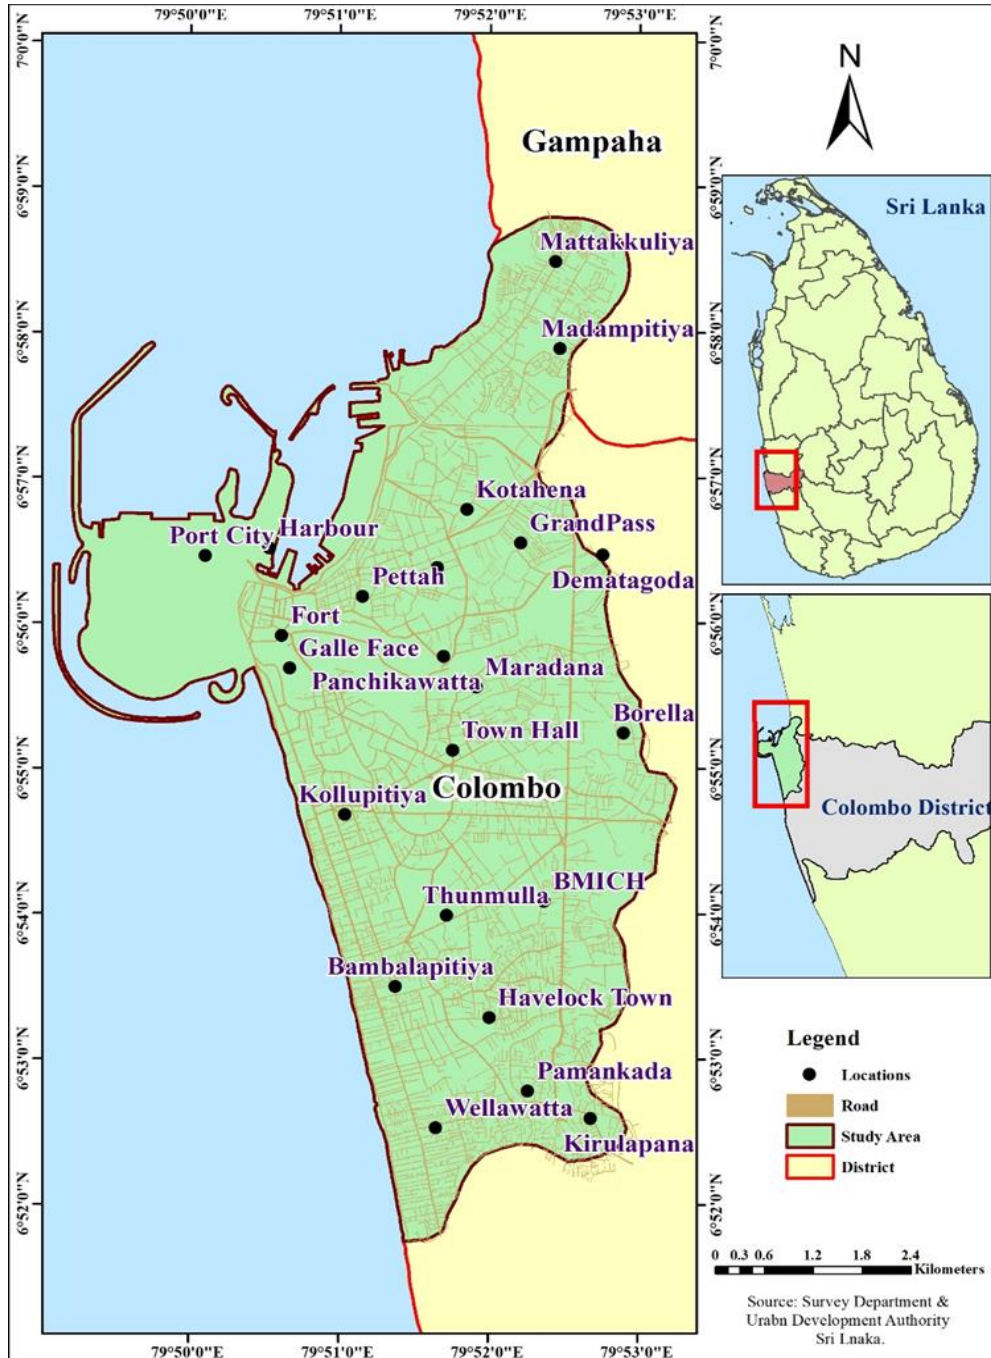 79°50'0"E 79°51'0"E 79°52'0"E 79°53'0"E
7°0'0"N
6°59'0"N
6°58'0"N
6°57'0"N
6°56'0"N
6°55'0"N
6°54'0"N
6°53'0"N
6°52'0"N
Gampaha
Mattakkuliya
Madampitiya
Kotahena
GrandPass
Port City
Harbour
Dematagoda
Pettah
Fort
Galle Face
Maradana
Panchikawatta
Borella
Town Hall
Colombo
Kollupitiya
BMICH
Thunmulla
Bambalapitiya
Havelock Town
Pamankada
Wellawatta
Kirulapana
7°0'0"N
6°59'0"N
6°58'0"N
6°57'0"N
6°56'0"N
6°55'0"N
6°54'0"N
6°53'0"N
6°52'0"N
79°50'0"E 79°51'0"E 79°52'0"E 79°53'0"E
N
Sri Lanka
Colombo District
Legend
Locations
Road
Study Area
District
0 0.3 0.6 1.2 1.8 2.4
Kilometers
Source: Survey Department &
Urabn Development Authority
Sri Lnaka.